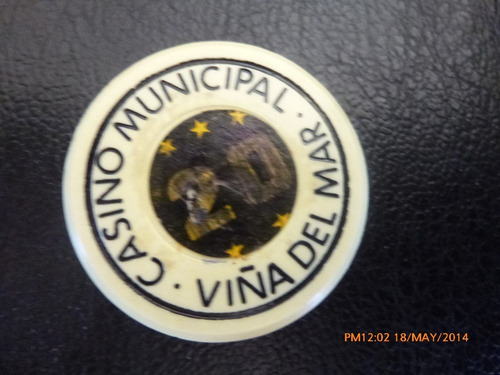 CASINO MUNICIPAL ·
VIÑA DEL MAR ·
20
PM12:02 18/MAY/2014